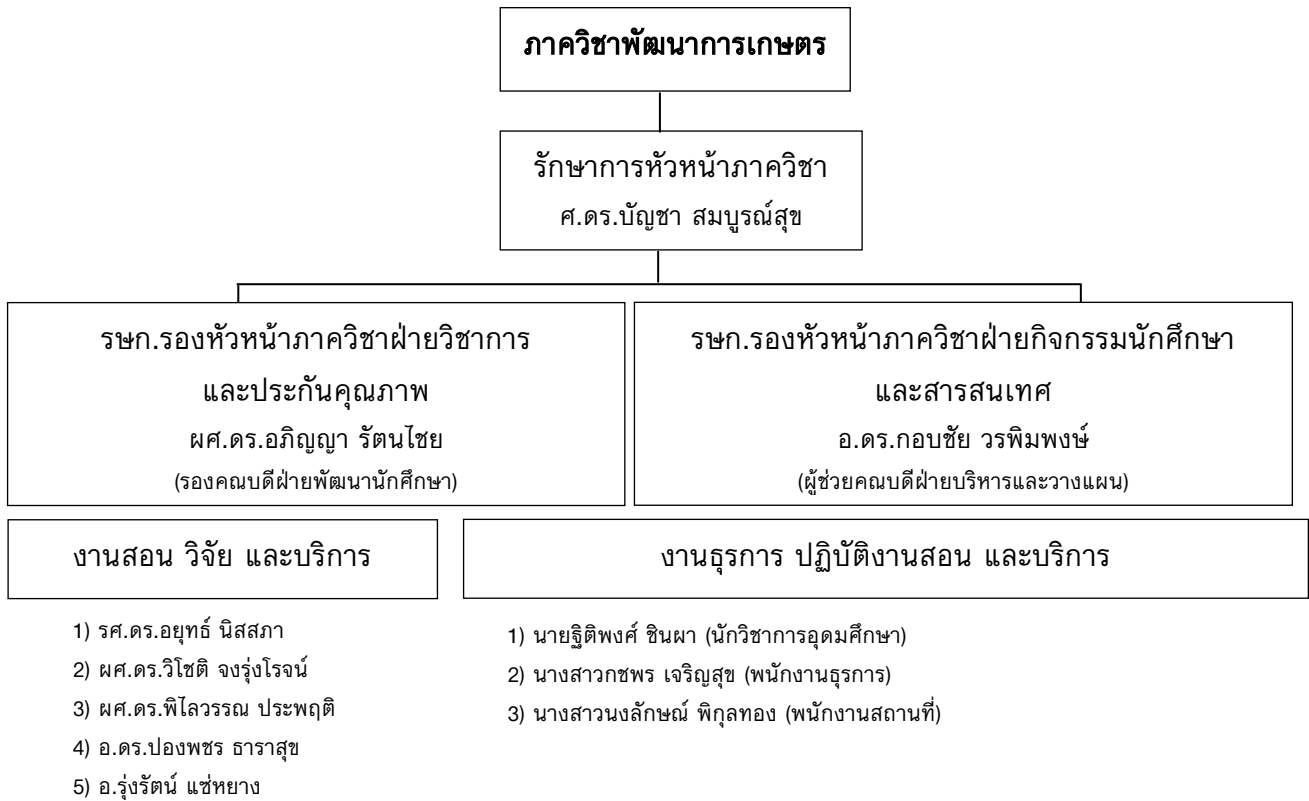 ภาควิชาพัฒนาการเกษตร
รักษาการหัวหน้าภาควิชา
ศ.ดร.บัญชา สมบูรณ์สุข
รษก.รองหัวหน้าภาควิชาฝ่ายวิชาการ
และประกันคุณภาพ
ผศ.ดร.อภิญญา รัตนไชย
(รองคณบดีฝ่ายพัฒนานักศึกษา)
รษก.รองหัวหน้าภาควิชาฝ่ายกิจกรรมนักศึกษา
และสารสนเทศ
อ.ดร.กอบชัย วรพิมพงษ์
(ผู้ช่วยคณบดีฝ่ายบริหารและวางแผน)
งานสอน วิจัย และบริการ
1) รศ.ดร.อยุทธ์ นิสสภา
2) ผศ.ดร.วิโชติ จงรุ่งโรจน์
3) ผศ.ดร.พิไลวรรณ ประพฤติ
4) อ.ดร.ปองพชร ธาราสุข
5) อ.รุ่งรัตน์ แซ่หยาง
งานธุรการ ปฏิบัติงานสอน และบริการ
1) นายฐิติพงศ์ ชินผา (นักวิชาการอุดมศึกษา)
2) นางสาวกชพร เจริญสุข (พนักงานธุรการ)
3) นางสาวนงลักษณ์ พิกุลทอง (พนักงานสถานที่)